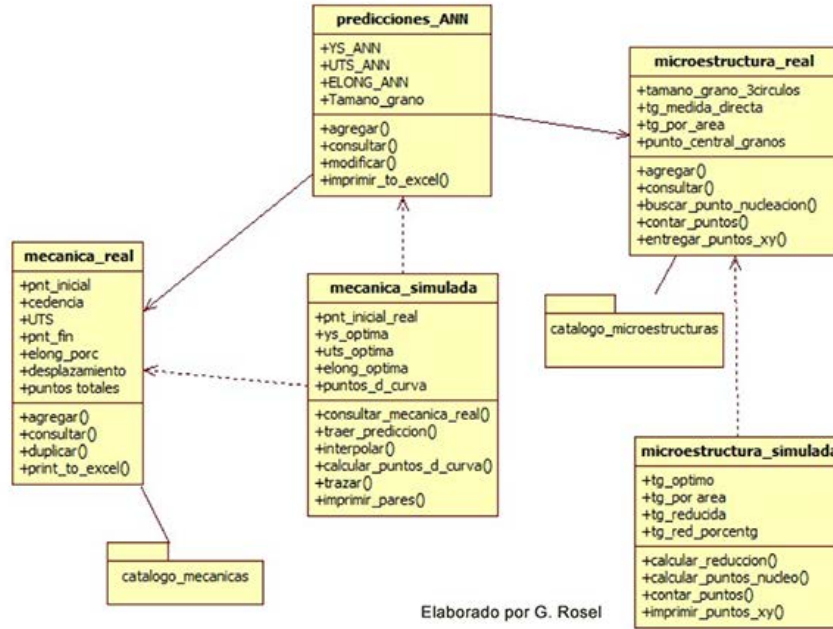 predicciones_ANN
+YS_ANN
+UTS_ANN
+ELONG_ANN
+Tamano_grano
+agregar()
+consultar()
+modificar()
+imprimir_to_excel()
microestructura_real
+tamano_grano_3circulos
+tg_medida_directa
+tg_por_area
+punto_central_granos
+agregar()
+consultar()
+buscar_punto_nucleacion()
+contar_puntos()
+entregar_puntos_xy()
mecanica_real
+pnt_inicial
+cedencia
+UTS
+pnt_fin
+elong_porc
+desplazamiento
+puntos totales
+agregar()
+consultar()
+duplicar()
+print_to_excel()
mecanica_simulada
+pnt_inicial_real
+ys_optima
+uts_optima
+elong_optima
+puntos_d_curva
+consultar_mecanica_real()
+traer_prediccion()
+interpolar()
+calcular_puntos_d_curva()
+trazar()
+imprimir_pares()
catalogo_microestructuras
microestructura_simulada
+tg_optimo
+tg_por area
+tg_reducida
+tg_red_porcentg
+calcular_reduccion()
+calcular_puntos_nucleo()
+contar_puntos()
+imprimir_puntos_xy()
catalogo_mecanicas
Elaborado por G. Rosel